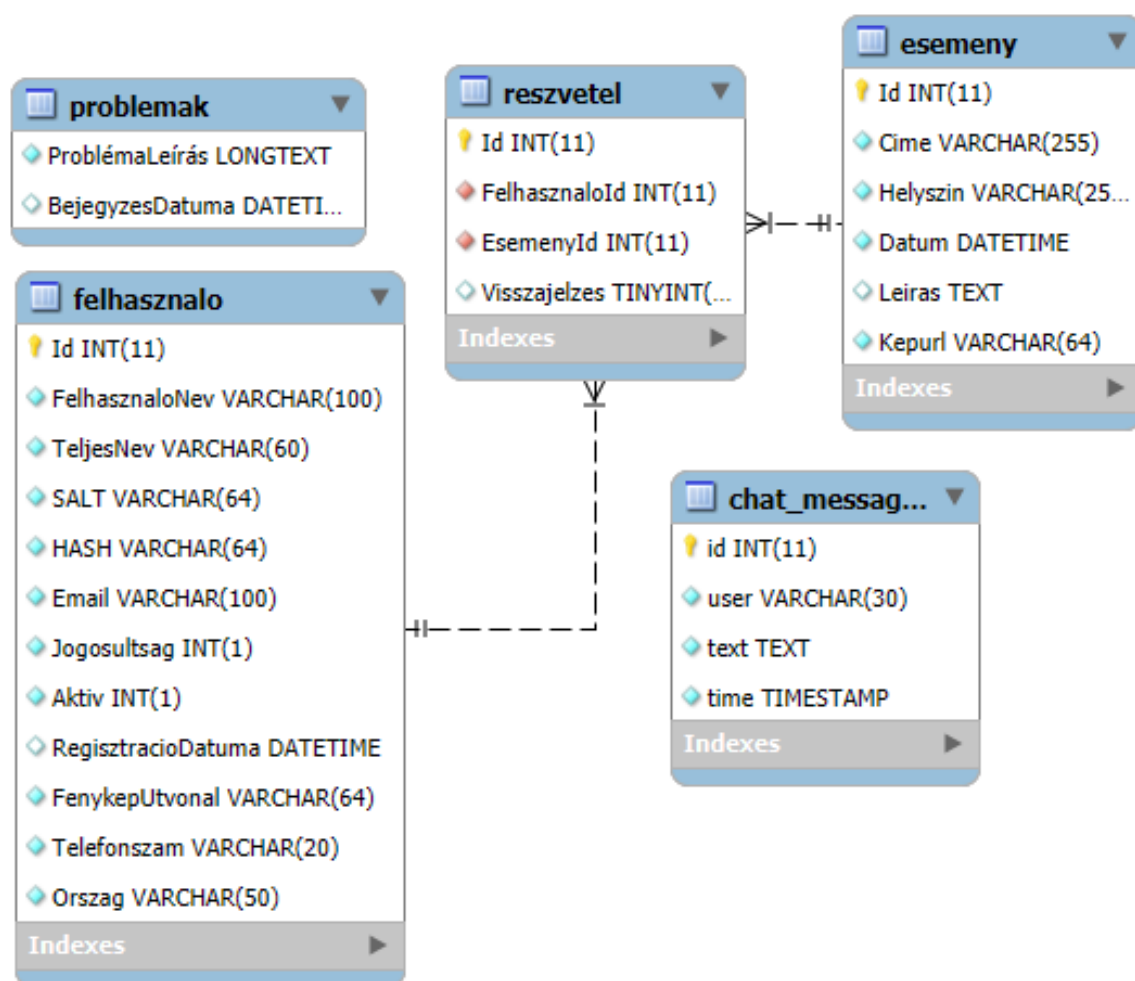 problemak
ProblémaLeírás LONGTEXT
BejegyzesDatuma DATETI...
felhasznalo
Id INT(11)
FelhasznaloNev VARCHAR(100)
TeljesNev VARCHAR(60)
SALT VARCHAR(64)
HASH VARCHAR(64)
Email VARCHAR(100)
Jogosultsag INT(1)
Aktiv INT(1)
RegisztracioDatuma DATETIME
FenykepUtvonal VARCHAR(64)
Telefonszam VARCHAR(20)
Orszag VARCHAR(50)
Indexes
reszvetel
Id INT(11)
FelhasznaloId INT(11)
EsemenyId INT(11)
Visszajelzes TINYINT(...
Indexes
esemeny
Id INT(11)
Cime VARCHAR(255)
Helyszin VARCHAR(25...
Datum DATETIME
Leiras TEXT
Kepurl VARCHAR(64)
Indexes
chat_messag...
id INT(11)
user VARCHAR(30)
text TEXT
time TIMESTAMP
Indexes